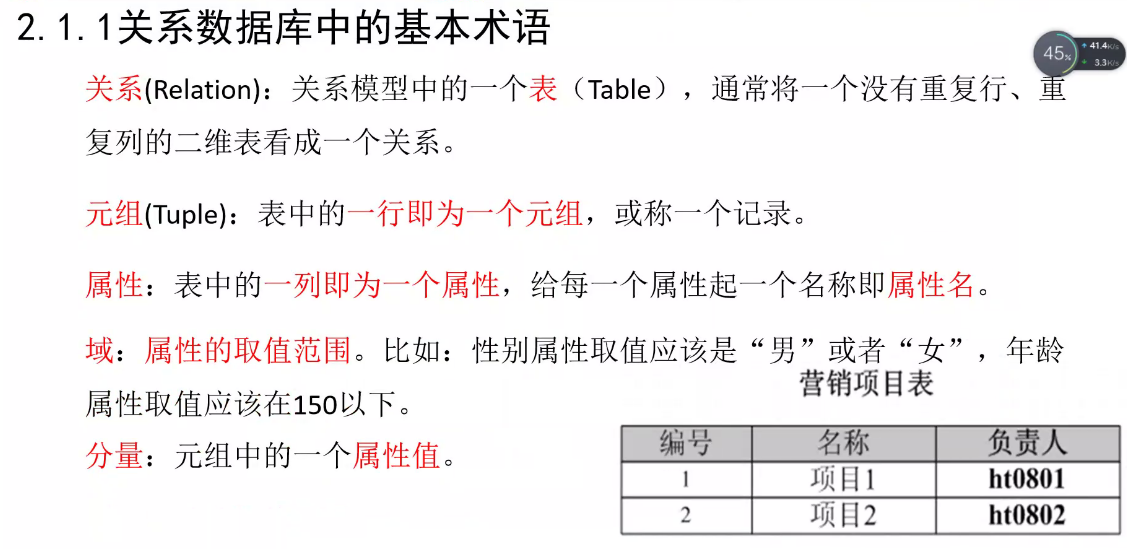 2.1.1关系数据库中的基本术语
45%
41.4K/s
3.3K/s
关系(Relation)：关系模型中的一个表（Table），通常将一个没有重复行、重
复列的二维表看成一个关系。
元组(Tuple)：表中的一行即为一个元组，或称一个记录。
属性：表中的一列即为一个属性，给每一个属性起一个名称即属性名。
域：属性的取值范围。比如：性别属性取值应该是“男”或者“女”，年龄
属性取值应该在150以下。
分量：元组中的一个属性值。
营销项目表
编号 名称 负责人
1 项目1 ht0801
2 项目2 ht0802